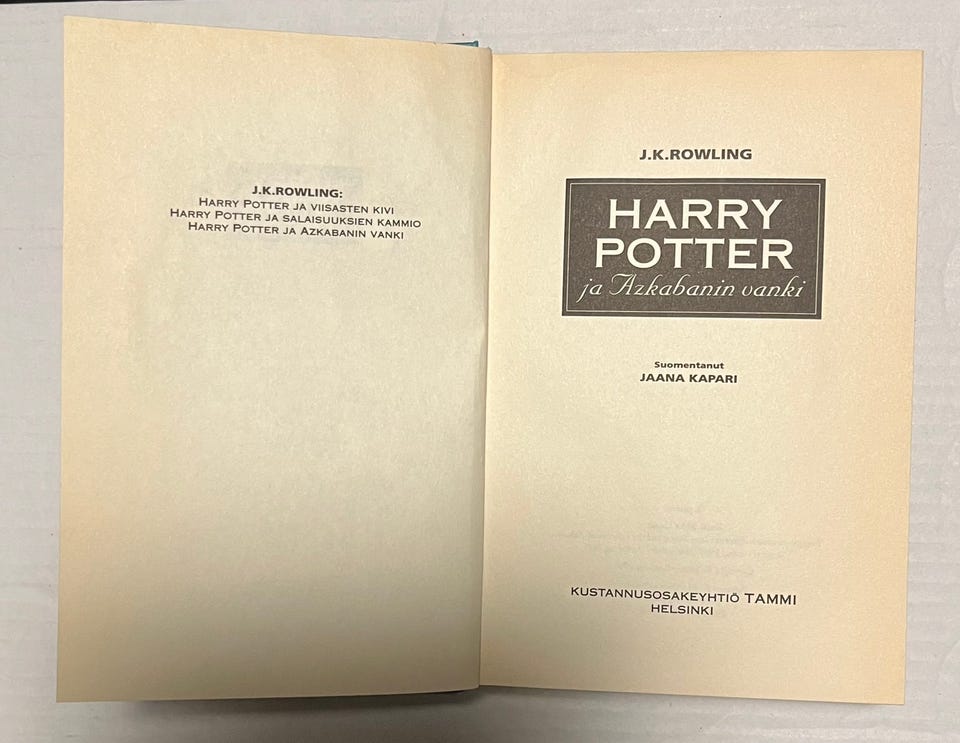 J.K.ROWLING:
HARRY POTTER JA VIISASTEN KIVI
HARRY POTTER JA SALAISUUKSIEN KAMMIO
HARRY POTTER JA AZKABANIN VANKI
J.K.ROWLING
HARRY
POTTER
ja Azkabanin vanki
Suomentanut
JAANA KAPARI
KUSTANNUSOSAKEYHTIÖ TAMMI
HELSINKI